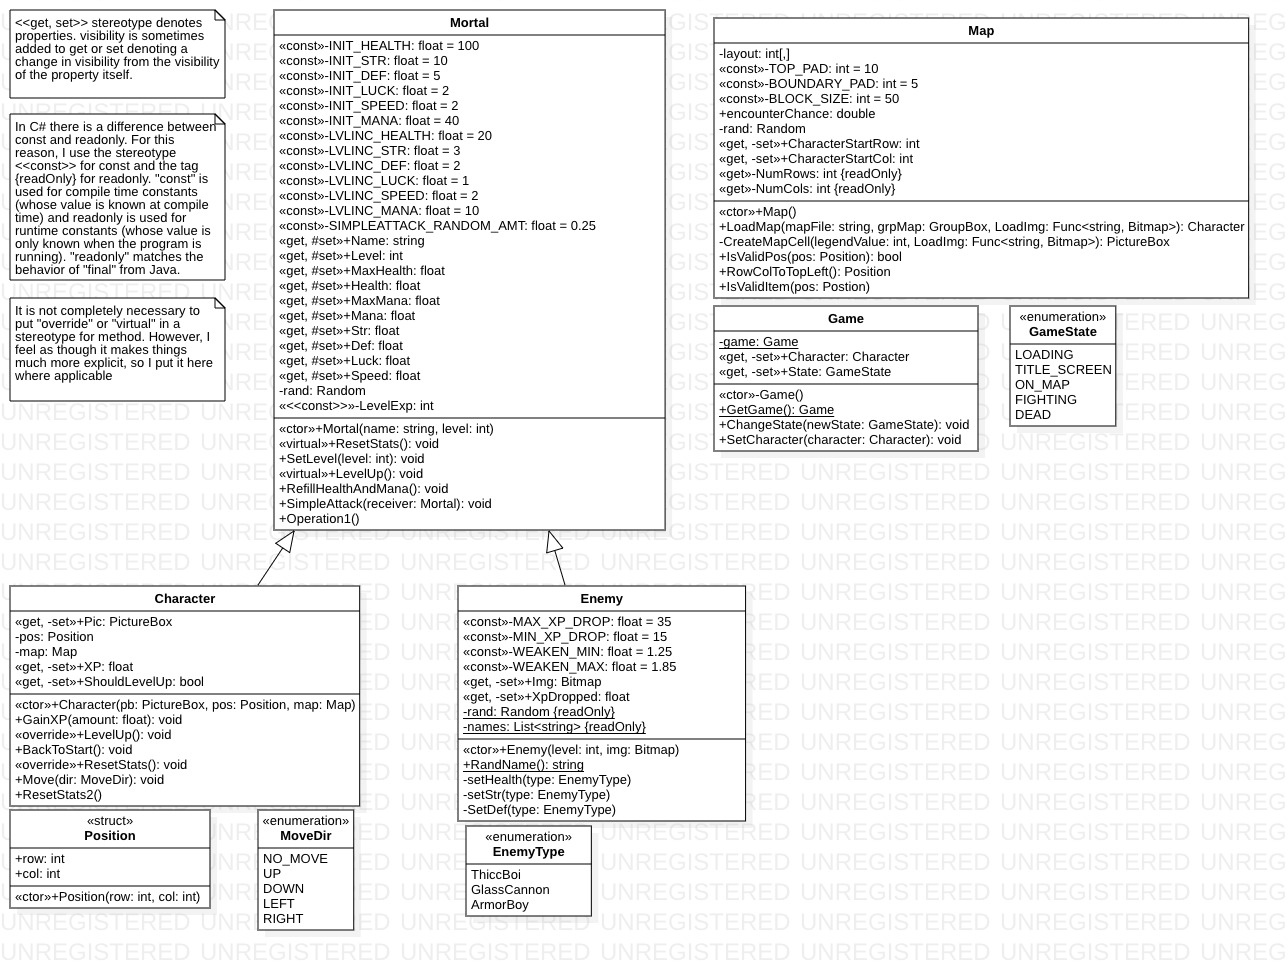 <<get, set>> stereotype denotes
properties. visibility is sometimes
added to get or set denoting a
change in visibility from the visibility
of the property itself.
In C# there is a difference between
const and readonly. For this
reason, I use the stereotype
<<const>> for const and the tag
{readOnly} for readonly. "const" is
used for compile time constants
(whose value is known at compile
time) and readonly is used for
runtime constants (whose value is
only known when the program is
running). "readonly" matches the
behavior of "final" from Java.
It is not completely necessary to
put "override" or "virtual" in a
stereotype for method. However, I
feel as though it makes things
much more explicit, so I put it here
where applicable
Mortal
«const»-INIT_HEALTH: float = 100
«const»-INIT_STR: float = 10
«const»-INIT_DEF: float = 5
«const»-INIT_LUCK: float = 2
«const»-INIT_SPEED: float = 2
«const»-INIT_MANA: float = 40
«const»-LVLINC_HEALTH: float = 20
«const»-LVLINC_STR: float = 3
«const»-LVLINC_DEF: float = 2
«const»-LVLINC_LUCK: float = 1
«const»-LVLINC_SPEED: float = 2
«const»-LVLINC_MANA: float = 10
«const»-SIMPLEATTACK_RANDOM_AMT: float = 0.25
«get, #set»+Name: string
«get, #set»+Level: int
«get, #set»+MaxHealth: float
«get, #set»+Health: float
«get, #set»+MaxMana: float
«get, #set»+Mana: float
«get, #set»+Str: float
«get, #set»+Def: float
«get, #set»+Luck: float
«get, #set»+Speed: float
-rand: Random
«<<const>>»-LevelExp: int
«ctor»+Mortal(name: string, level: int)
«virtual»+ResetStats(): void
+SetLevel(level: int): void
«virtual»+LevelUp(): void
+RefillHealthAndMana(): void
+SimpleAttack(receiver: Mortal): void
+Operation1()
Map
-layout: int[,]
«const»-TOP_PAD: int = 10
«const»-BOUNDARY_PAD: int = 5
«const»-BLOCK_SIZE: int = 50
+encounterChance: double
-rand: Random
«get, -set»+CharacterStartRow: int
«get, -set»+CharacterStartCol: int
«get»-NumRows: int {readOnly}
«get»-NumCols: int {readOnly}
«ctor»+Map()
+LoadMap(mapFile: string, grpMap: GroupBox, LoadImg: Func<string, Bitmap>): Character
-CreateMapCell(legendValue: int, LoadImg: Func<string, Bitmap>): PictureBox
+IsValidPos(pos: Position): bool
+RowColToTopLeft(): Position
+IsValidItem(pos: Postion)
Game
-game: Game
«get, -set»+Character: Character
«get, -set»+State: GameState
«ctor»-Game()
+GetGame(): Game
+ChangeState(newState: GameState): void
+SetCharacter(character: Character): void
«enumeration»
GameState
LOADING
TITLE_SCREEN
ON_MAP
FIGHTING
DEAD
Character
«get, -set»+Pic: PictureBox
-pos: Position
-map: Map
«get, -set»+XP: float
«get, -set»+ShouldLevelUp: bool
«ctor»+Character(pb: PictureBox, pos: Position, map: Map)
+GainXP(amount: float): void
«override»+LevelUp(): void
+BackToStart(): void
«override»+ResetStats(): void
+Move(dir: MoveDir): void
+ResetStats2()
Enemy
«const»-MAX_XP_DROP: float = 35
«const»-MIN_XP_DROP: float = 15
«const»-WEAKEN_MIN: float = 1.25
«const»-WEAKEN_MAX: float = 1.85
«get, -set»+Img: Bitmap
«get, -set»+XpDropped: float
-rand: Random {readOnly}
-names: List<string> {readOnly}
«ctor»+Enemy(level: int, img: Bitmap)
+RandName(): string
-setHealth(type: EnemyType)
-setStr(type: EnemyType)
-SetDef(type: EnemyType)
«struct»
Position
+row: int
+col: int
«ctor»+Position(row: int, col: int)
«enumeration»
MoveDir
NO_MOVE
UP
DOWN
LEFT
RIGHT
«enumeration»
EnemyType
ThiccBoi
GlassCannon
ArmorBoy